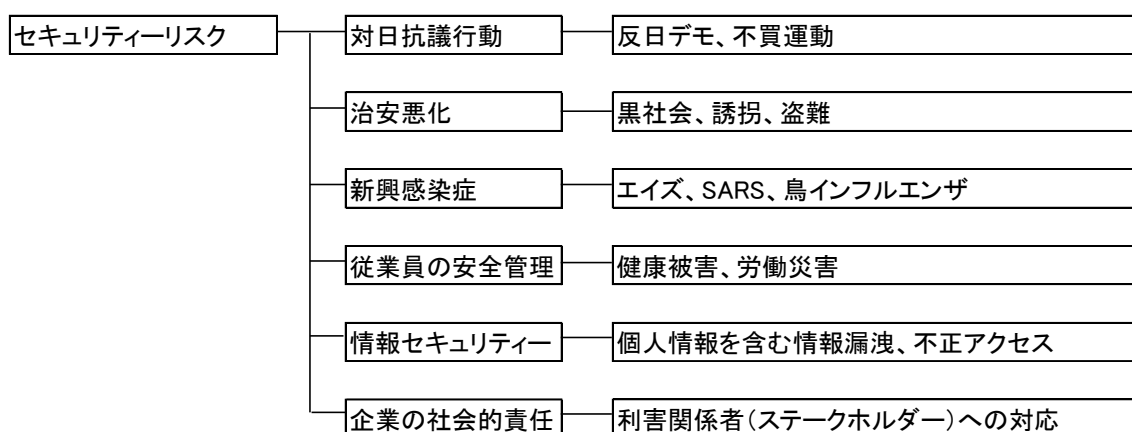 セキュリティーリスク 対日抗議行動 反日デモ、不買運動
治安悪化 黒社会、誘拐、盗難
新興感染症 エイズ、SARS、鳥インフルエンザ
従業員の安全管理 健康被害、労働災害
情報セキュリティー 個人情報を含む情報漏洩、不正アクセス
企業の社会的責任 利害関係者(ステークホルダー)への対応